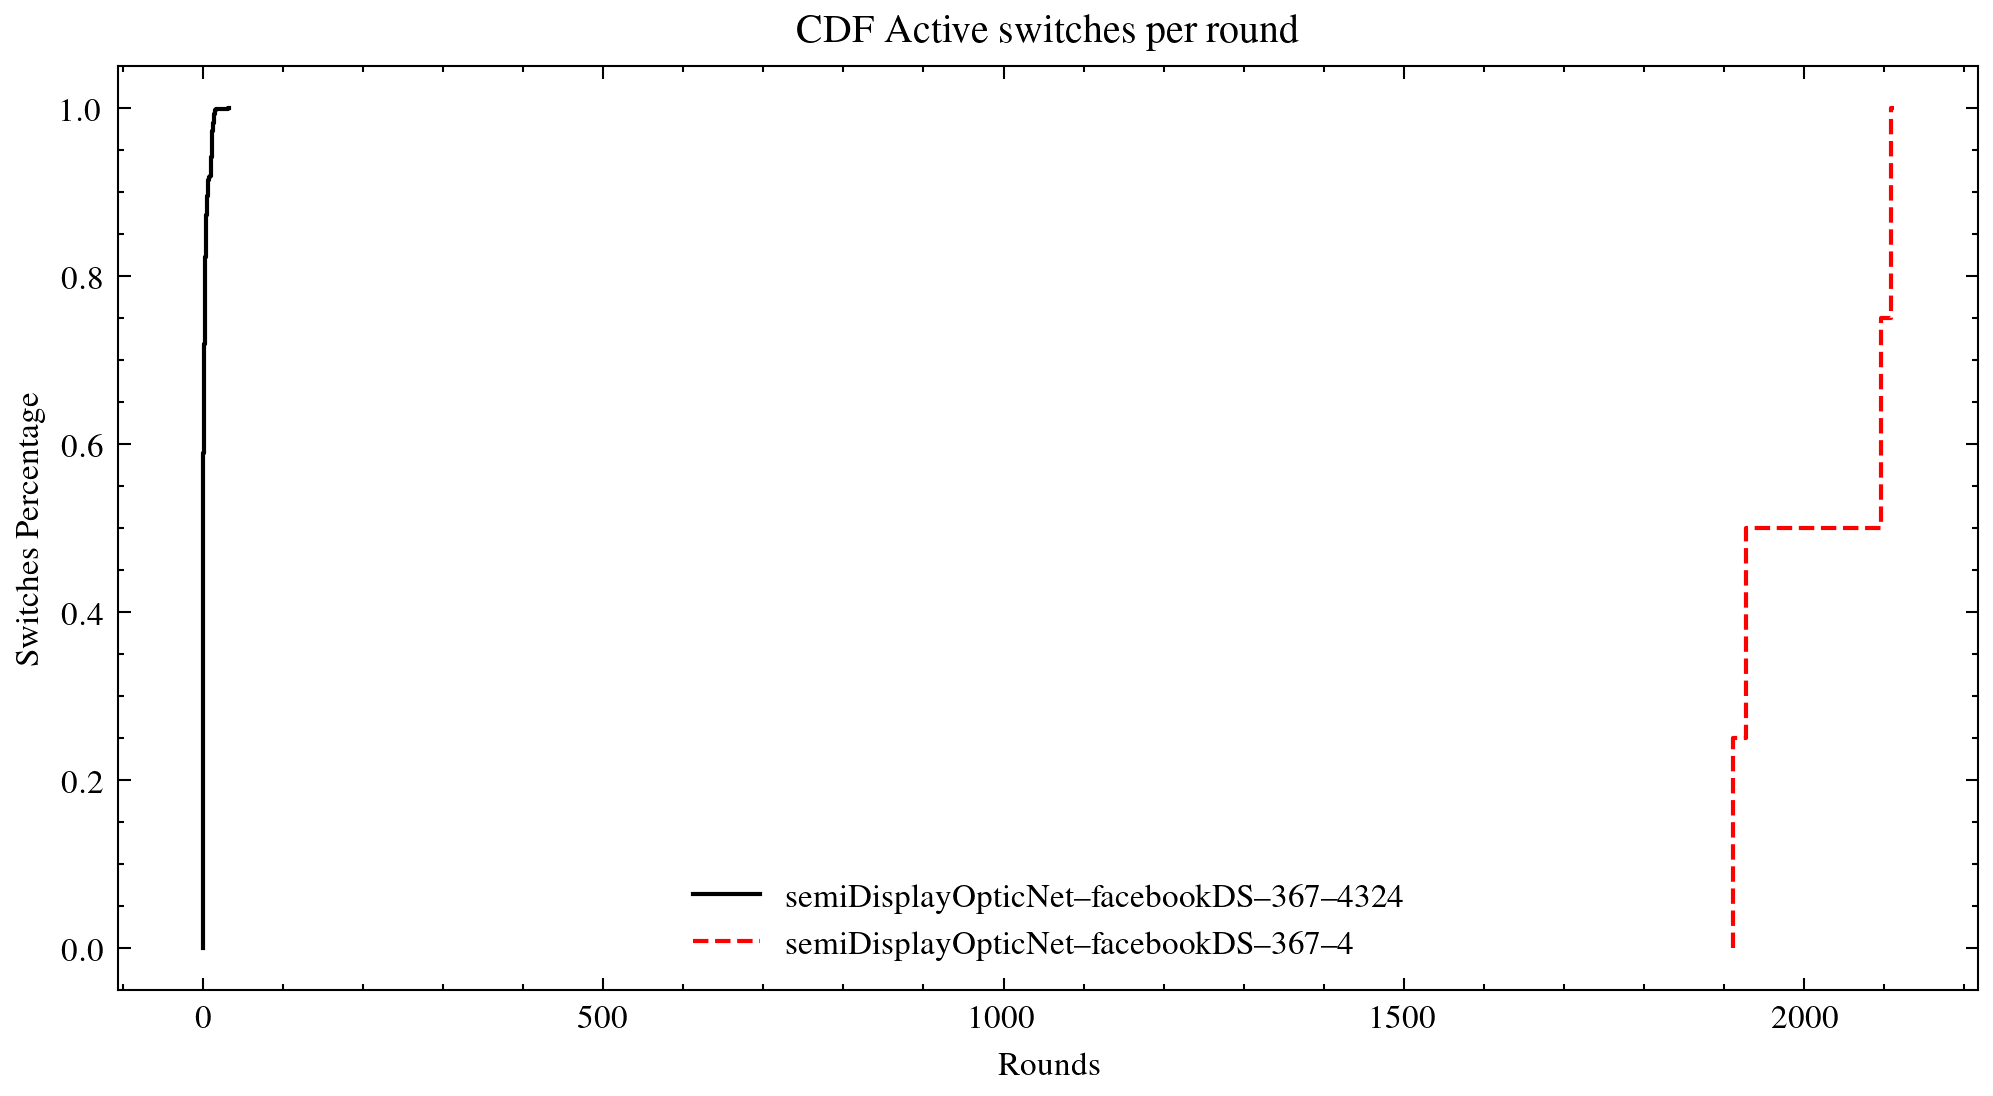 CDF Active switches per round
1.0
0.8
0.6
0.4
0.2
0.0
Switches Percentage
semiDisplayOpticNet–facebookDS–367–4324
semiDisplayOpticNet–facebookDS–367–4
0 500 1000 1500 2000
Rounds